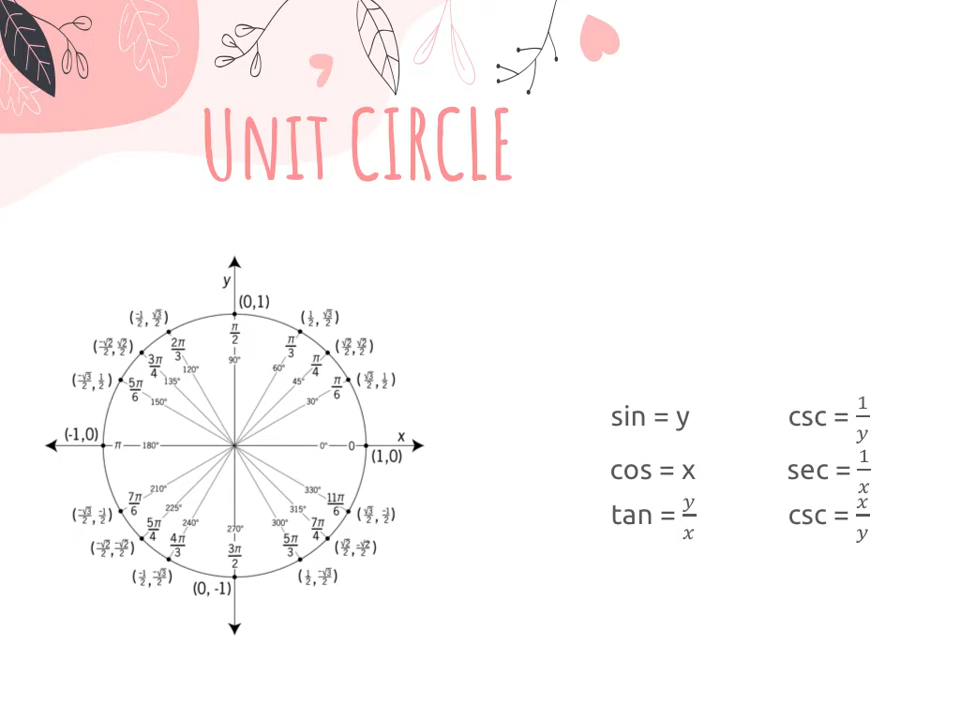 UNIT CIRCLE
y
(0,1)
(-1/2, √3/2) (1/2, √3/2)
(-√2/2, √2/2) 2π/3 π/2 π/3 (√2/2, √2/2)
3π/4 120° 90° 60° π/4
(-√3/2, 1/2) 5π/6 135° 45° π/6 (√3/2, 1/2)
150° 30°
(-1,0) π 180° 0° 0 x
(1,0)
210° 330°
(-√3/2, -1/2) 7π/6 225° 315° 11π/6 (√3/2, -1/2)
5π/4 240° 270° 300° 7π/4
(-√2/2, -√2/2) 4π/3 3π/2 5π/3 (√2/2, -√2/2)
(-1/2, -√3/2) (1/2, -√3/2)
(0, -1)
sin = y csc = 1/y
cos = x sec = 1/x
tan = y/x csc = x/y